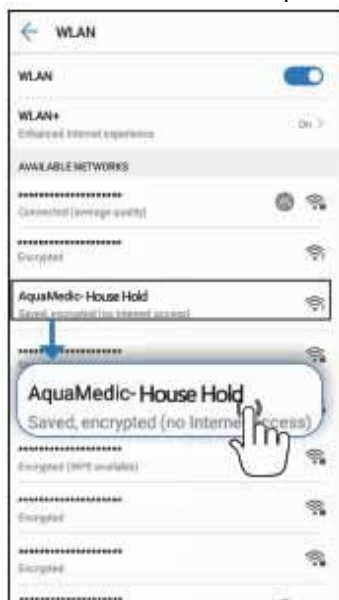 WLAN
WLAN
WLAN+
On >
Enhanced Internet experience
AVAILABLE NETWORKS
********************
Connected (average quality)
********************
Encrypted
AquaMedic- House Hold
Saved, encrypted (no Internet access)
********************
AquaMedic- House Hold
Saved, encrypted (no Internet access)
********************
Encrypted (WPS available)
********************
Encrypted
********************
Encrypted
********************